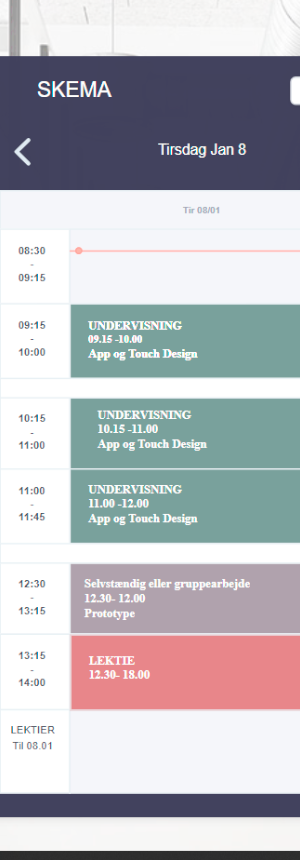 SKEMA
Tirsdag Jan 8
Tir 08/01
08:30
-
09:15
09:15
-
10:00
UNDERVISNING
09.15 -10.00
App og Touch Design
10:15
-
11:00
UNDERVISNING
10.15 -11.00
App og Touch Design
11:00
-
11:45
UNDERVISNING
11.00 -12.00
App og Touch Design
12:30
-
13:15
Selvstændig eller gruppearbejde
12.30- 12.00
Prototype
13:15
-
14:00
LEKTIE
12.30- 18.00
LEKTIER
Til 08.01